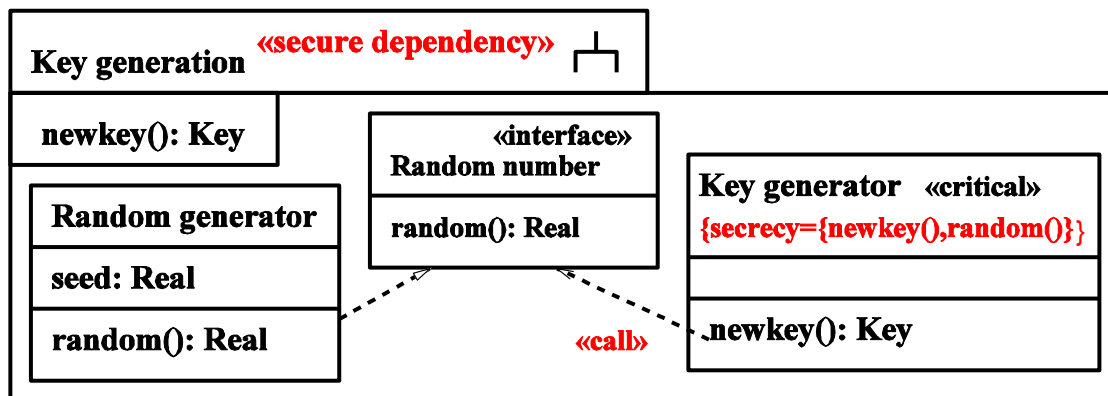 Key generation «secure dependency»
newkey(): Key
«interface»
Random number
random(): Real
Random generator
seed: Real
random(): Real
Key generator «critical»
{secrecy={newkey(),random()}}
newkey(): Key
«call»